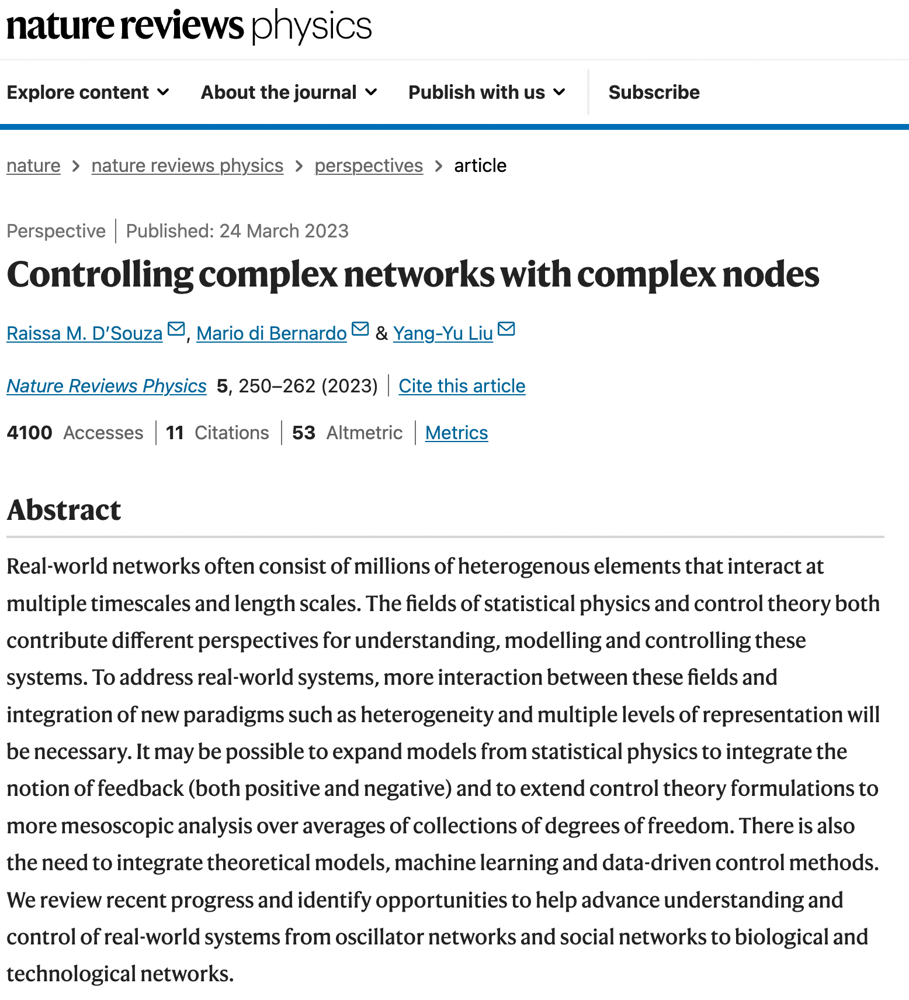 nature reviews physics
Explore content About the journal Publish with us Subscribe
nature > nature reviews physics > perspectives > article
Perspective | Published: 24 March 2023
Controlling complex networks with complex nodes
Raissa M. D’Souza, Mario di Bernardo & Yang-Yu Liu
Nature Reviews Physics 5, 250–262 (2023) | Cite this article
4100 Accesses | 11 Citations | 53 Altmetric | Metrics
Abstract
Real-world networks often consist of millions of heterogenous elements that interact at
multiple timescales and length scales. The fields of statistical physics and control theory both
contribute different perspectives for understanding, modelling and controlling these
systems. To address real-world systems, more interaction between these fields and
integration of new paradigms such as heterogeneity and multiple levels of representation will
be necessary. It may be possible to expand models from statistical physics to integrate the
notion of feedback (both positive and negative) and to extend control theory formulations to
more mesoscopic analysis over averages of collections of degrees of freedom. There is also
the need to integrate theoretical models, machine learning and data-driven control methods.
We review recent progress and identify opportunities to help advance understanding and
control of real-world systems from oscillator networks and social networks to biological and
technological networks.